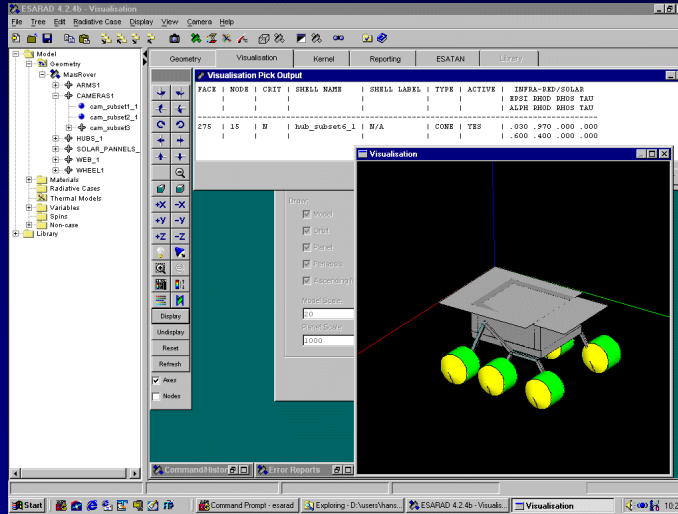 ESARAD 4.2.4b - Visualisation
File Tree Edit Radiative Case Display View Camera Help
Model
Geometry
MarsRover
ARMS1
CAMERAS1
cam_subset1_1
cam_subset2_1
cam_subset3
HUBS_1
SOLAR_PANNELS_
WEB_1
WHEEL1
Materials
Radiative Cases
Thermal Models
Variables
Spins
Non-case
Library
Geometry Visualisation Kernel Reporting ESATAN Library
Visualisation Pick Output
FACE | NODE | CRIT | SHELL NAME | SHELL LABEL | TYPE | ACTIVE | INFRA-RED/SOLAR
| | | | | | | EPSI RHOD RHOS TAU
| | | | | | | ALPH RHOD RHOS TAU
275 | 15 | N | hub_subset6_1 | N/A | CONE | YES | .030 .970 .000 .000
| | | | | | | .600 .400 .000 .000
Visualisation
Draw:
Model
Orbit
Planet
Periapsis
Ascending
Model Scale:
20
Planet Scale:
1000
+X -X
+Y -Y
+Z -Z
Display
Undisplay
Reset
Refresh
Axes
Nodes
Command/Histor
Error Reports
Start
Command Prompt - esarad
Exploring - D:\users\hans...
ESARAD 4.2.4b - Visualis...
Visualisation
10:2